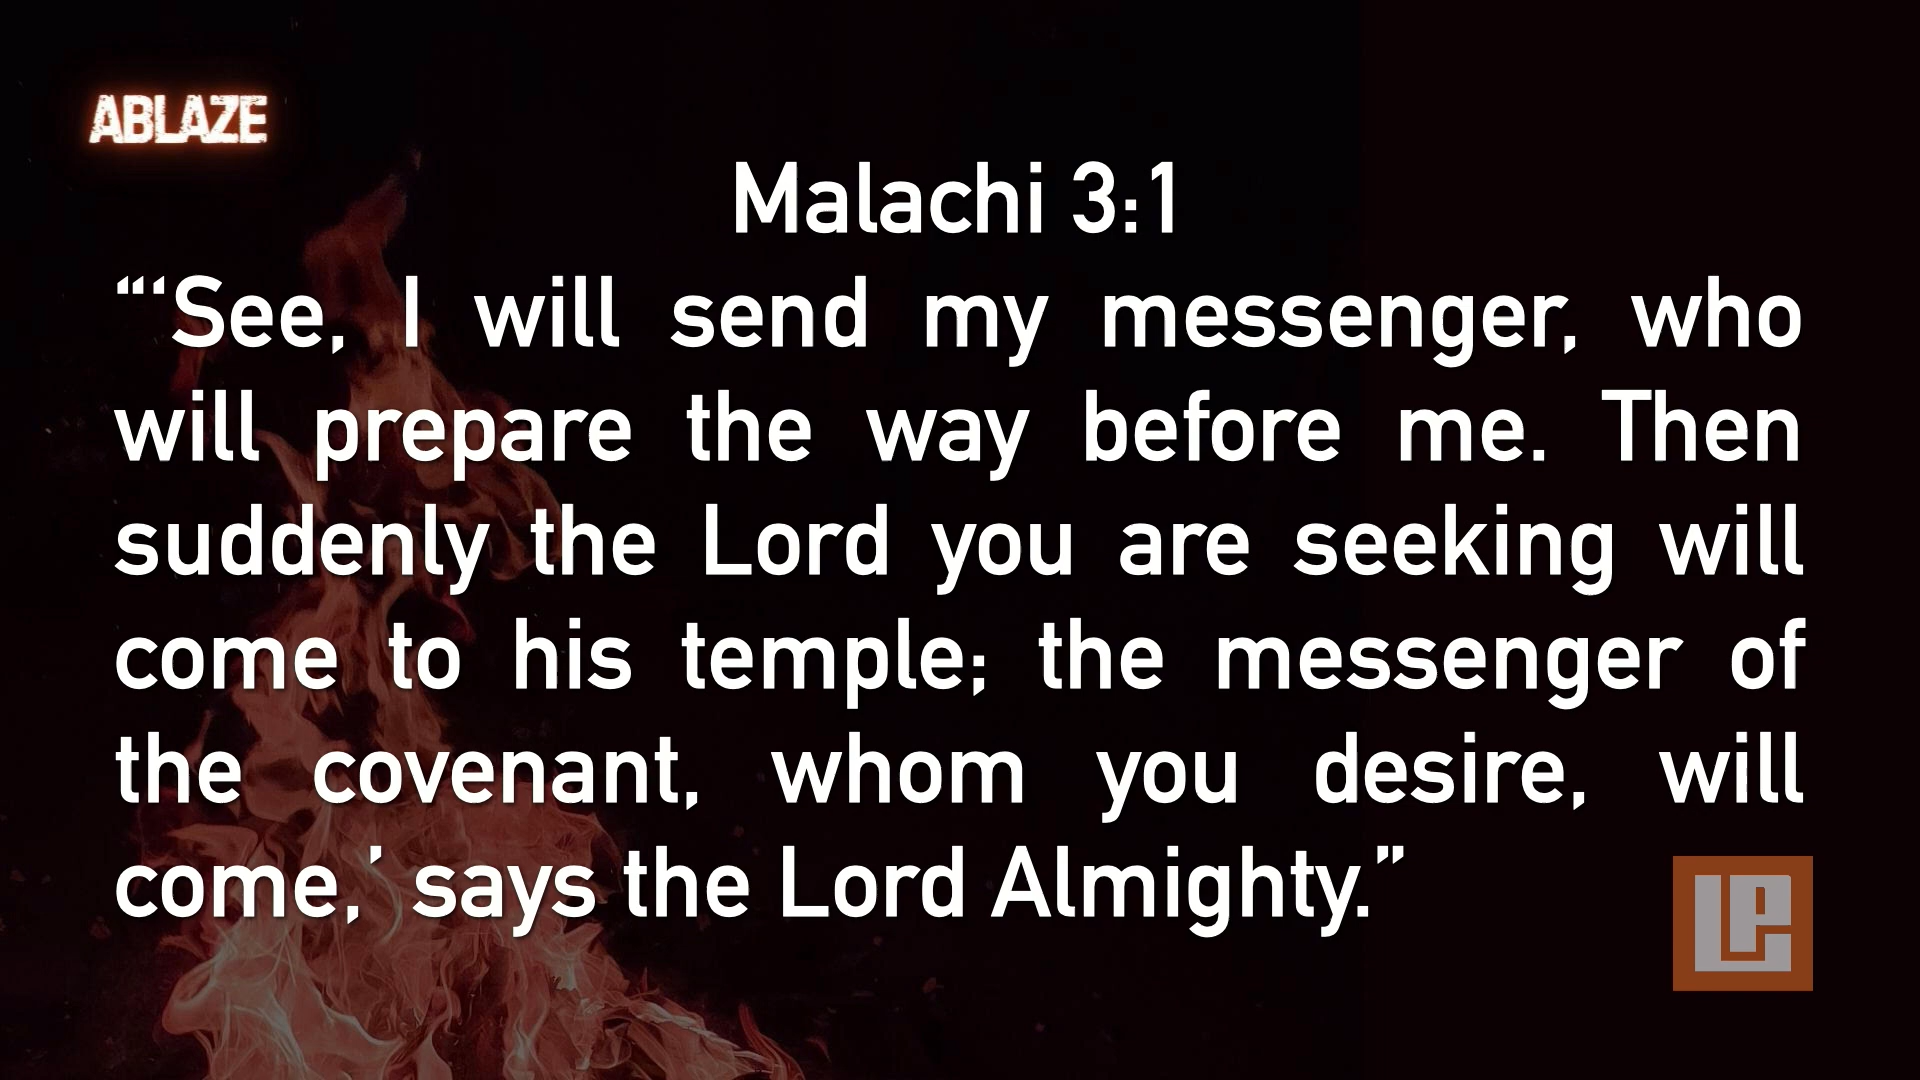 ABLAZE
Malachi 3:1
“‘See, I will send my messenger, who
will prepare the way before me. Then
suddenly the Lord you are seeking will
come to his temple; the messenger of
the covenant, whom you desire, will
come,’ says the Lord Almighty.”
LPC